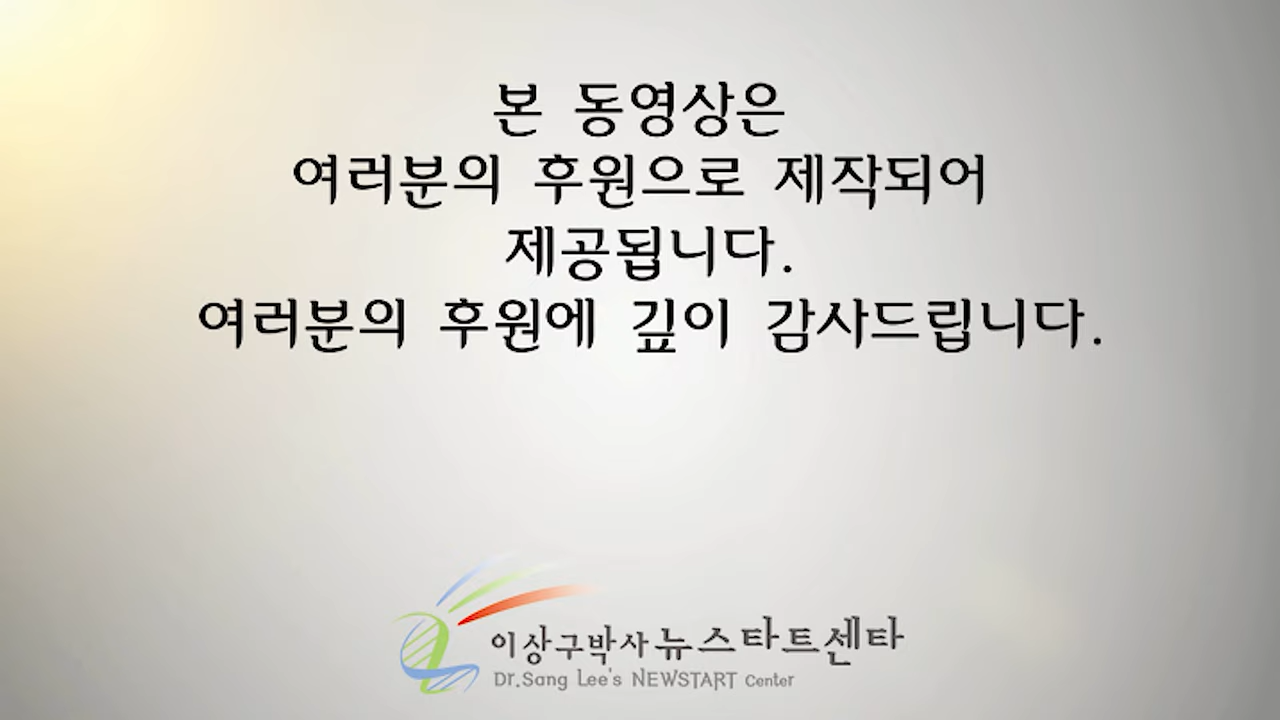 본 동영상은
여러분의 후원으로 제작되어
제공됩니다.
여러분의 후원에 깊이 감사드립니다.
이상구박사뉴스타트센타
Dr.Sang Lee's NEWSTART Center